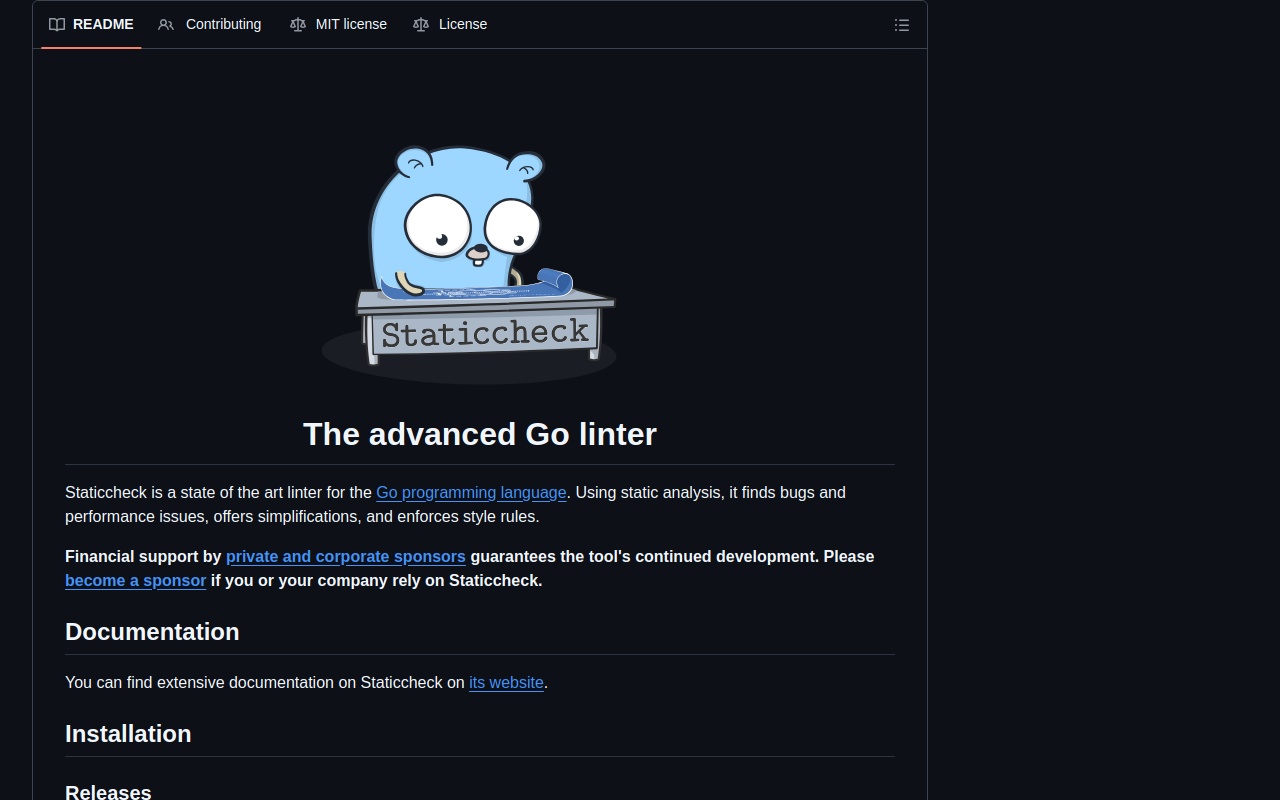 README Contributing MIT license License
Staticcheck
The advanced Go linter
Staticcheck is a state of the art linter for the Go programming language. Using static analysis, it finds bugs and
performance issues, offers simplifications, and enforces style rules.
Financial support by private and corporate sponsors guarantees the tool's continued development. Please
become a sponsor if you or your company rely on Staticcheck.
Documentation
You can find extensive documentation on Staticcheck on its website.
Installation
Releases